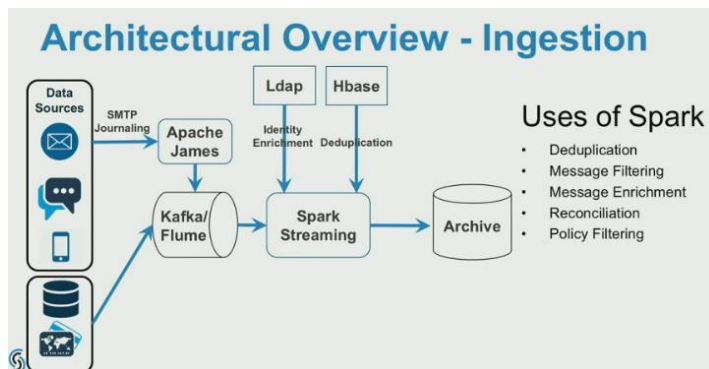 Architectural Overview - Ingestion
Data
Sources
SMTP
Journaling
Apache
James
Ldap
Hbase
Identity
Enrichment
Deduplication
Kafka/
Flume
Spark
Streaming
Archive
Uses of Spark
• Deduplication
• Message Filtering
• Message Enrichment
• Reconciliation
• Policy Filtering